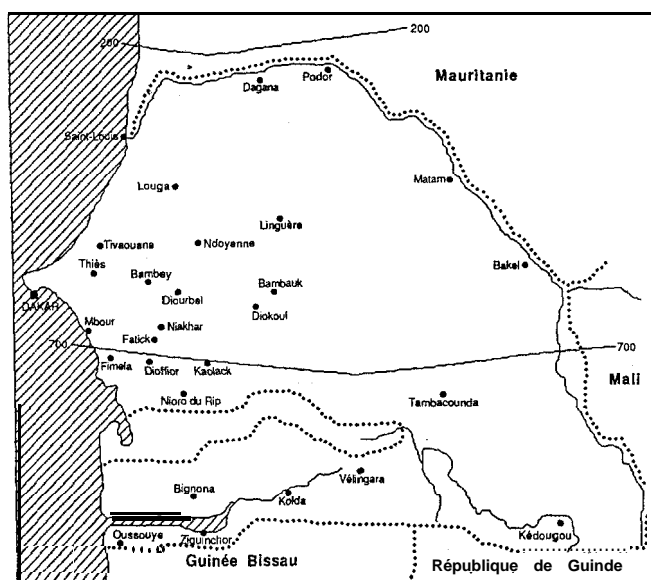 200
200
Podor
Mauritanie
Dagana
Saint-Louis
Louga
Matam
Linguère
Tivaouane
Ndoyenne
Thiès
Bakel
Bambey
Bambauk
Diourbel
DAKAR
Diokoul
Mbour
Niakhar
Fatick
700
700
Fimela
Dioffior
Kaolack
Mali
Nioro du Rip
Tambacounda
Vélingara
Bignona
Kolda
Kédougou
Oussouye
Ziguinchor
Guinée Bissau
République de Guinde